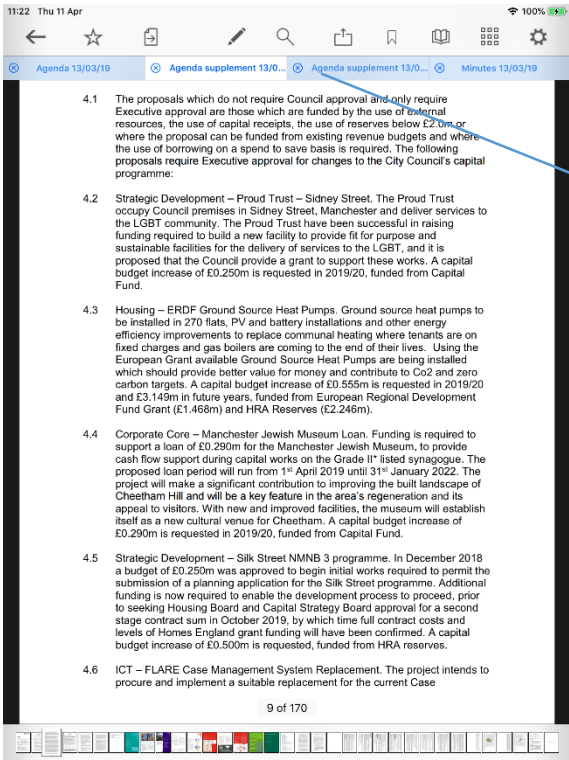 11:22 Thu 11 Apr 100%
Agenda 13/03/19 Agenda supplement 13/0... Agenda supplement 13/0... Minutes 13/03/19
4.1 The proposals which do not require Council approval and only require
Executive approval are those which are funded by the use of external
resources, the use of capital receipts, the use of reserves below £2.0m or
where the proposal can be funded from existing revenue budgets and where
the use of borrowing on a spend to save basis is required. The following
proposals require Executive approval for changes to the City Council's capital
programme:
4.2 Strategic Development – Proud Trust – Sidney Street. The Proud Trust
occupy Council premises in Sidney Street, Manchester and deliver services to
the LGBT community. The Proud Trust have been successful in raising
funding required to build a new facility to provide fit for purpose and
sustainable facilities for the delivery of services to the LGBT, and it is
proposed that the Council provide a grant to support these works. A capital
budget increase of £0.250m is requested in 2019/20, funded from Capital
Fund.
4.3 Housing – ERDF Ground Source Heat Pumps. Ground source heat pumps to
be installed in 270 flats, PV and battery installations and other energy
efficiency improvements to replace communal heating where tenants are on
fixed charges and gas boilers are coming to the end of their lives. Using the
European Grant available Ground Source Heat Pumps are being installed
which should provide better value for money and contribute to Co2 and zero
carbon targets. A capital budget increase of £0.555m is requested in 2019/20
and £3.149m in future years, funded from European Regional Development
Fund Grant (£1.468m) and HRA Reserves (£2.246m).
4.4 Corporate Core – Manchester Jewish Museum Loan. Funding is required to
support a loan of £0.290m for the Manchester Jewish Museum, to provide
cash flow support during capital works on the Grade II* listed synagogue. The
proposed loan period will run from 1st April 2019 until 31st January 2022. The
project will make a significant contribution to improving the built landscape of
Cheetham Hill and will be a key feature in the area's regeneration and its
appeal to visitors. With new and improved facilities, the museum will establish
itself as a new cultural venue for Cheetham. A capital budget increase of
£0.290m is requested in 2019/20, funded from Capital Fund.
4.5 Strategic Development – Silk Street NMNB 3 programme. In December 2018
a budget of £0.250m was approved to begin initial works required to permit the
submission of a planning application for the Silk Street programme. Additional
funding is now required to enable the development process to proceed, prior
to seeking Housing Board and Capital Strategy Board approval for a second
stage contract sum in October 2019, by which time full contract costs and
levels of Homes England grant funding will have been confirmed. A capital
budget increase of £0.500m is requested, funded from HRA reserves.
4.6 ICT – FLARE Case Management System Replacement. The project intends to
procure and implement a suitable replacement for the current Case
9 of 170